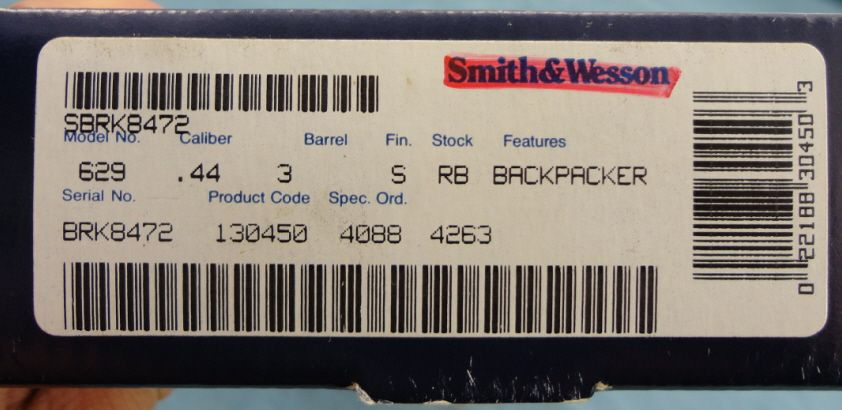 Smith&Wesson
SBRK8472
Model No. Caliber Barrel Fin. Stock Features
629 .44 3 S RB BACKPACKER
Serial No. Product Code Spec. Ord.
BRK8472 130450 4088 4263
0 22188 30450 3